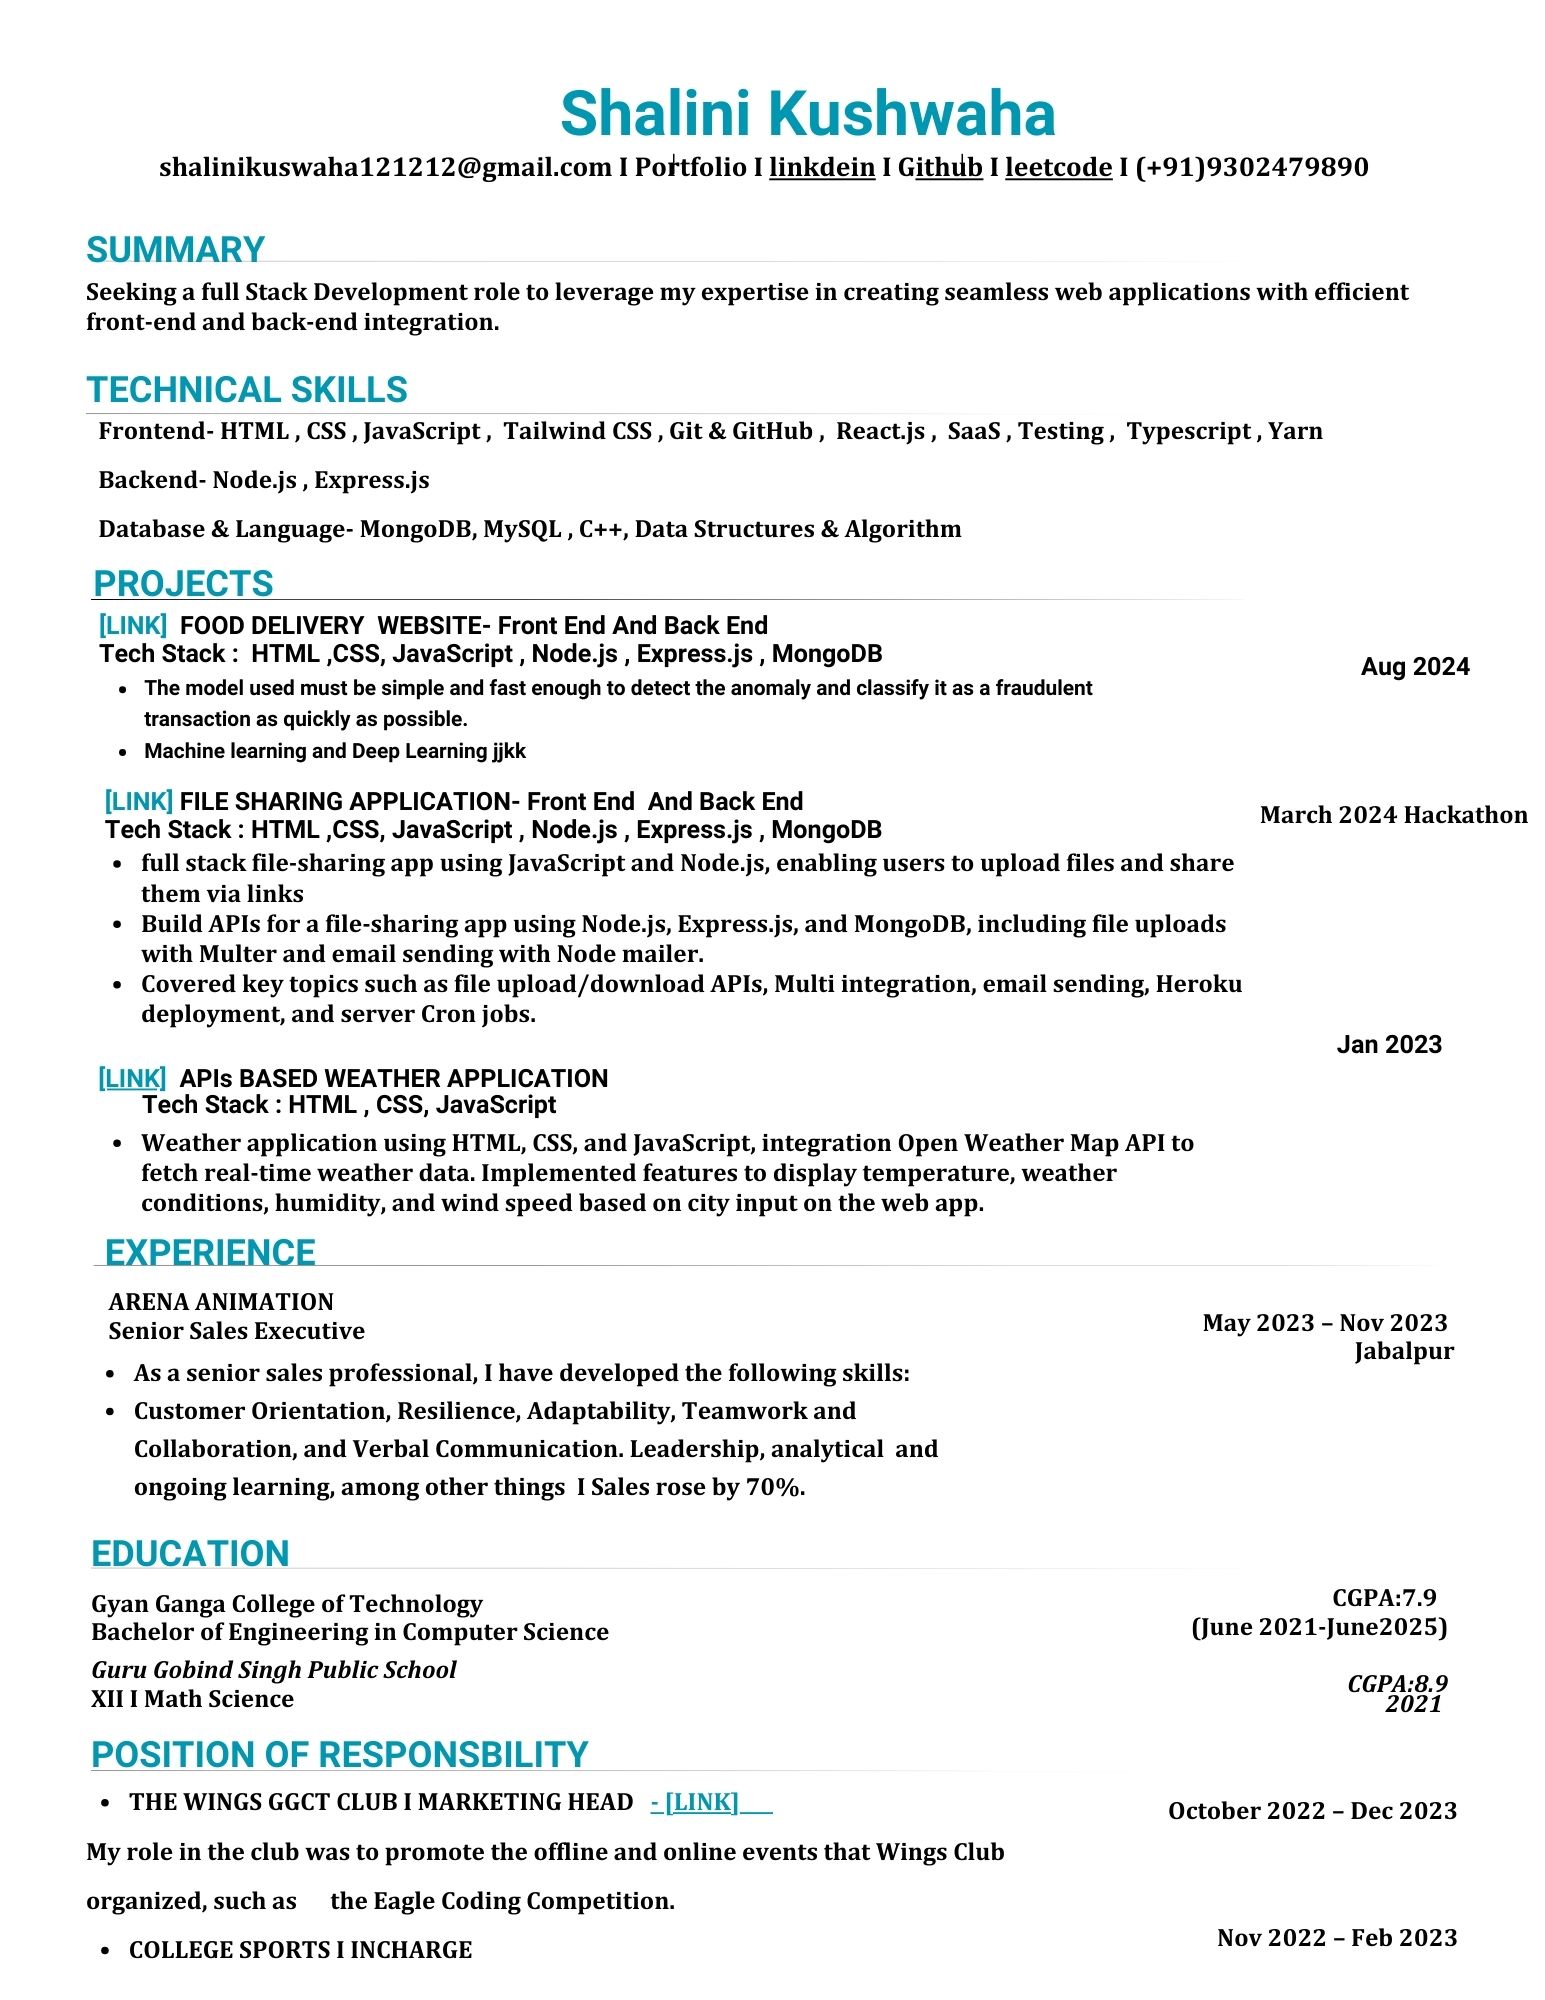 Shalini Kushwaha
shalinikuswaha121212@gmail.com I Portfolio I linkdein I Github I leetcode I (+91)9302479890
SUMMARY
Seeking a full Stack Development role to leverage my expertise in creating seamless web applications with efficient
front-end and back-end integration.
TECHNICAL SKILLS
Frontend- HTML , CSS , JavaScript , Tailwind CSS , Git & GitHub , React.js , SaaS , Testing , Typescript , Yarn
Backend- Node.js , Express.js
Database & Language- MongoDB, MySQL , C++, Data Structures & Algorithm
PROJECTS
[LINK] FOOD DELIVERY WEBSITE- Front End And Back End
Tech Stack : HTML ,CSS, JavaScript , Node.js , Express.js , MongoDB
Aug 2024
• The model used must be simple and fast enough to detect the anomaly and classify it as a fraudulent
transaction as quickly as possible.
• Machine learning and Deep Learning jjkk
[LINK] FILE SHARING APPLICATION- Front End And Back End
March 2024 Hackathon
Tech Stack : HTML ,CSS, JavaScript , Node.js , Express.js , MongoDB
• full stack file-sharing app using JavaScript and Node.js, enabling users to upload files and share
them via links
• Build APIs for a file-sharing app using Node.js, Express.js, and MongoDB, including file uploads
with Multer and email sending with Node mailer.
• Covered key topics such as file upload/download APIs, Multi integration, email sending, Heroku
deployment, and server Cron jobs.
Jan 2023
[LINK] APIs BASED WEATHER APPLICATION
Tech Stack : HTML , CSS, JavaScript
• Weather application using HTML, CSS, and JavaScript, integration Open Weather Map API to
fetch real-time weather data. Implemented features to display temperature, weather
conditions, humidity, and wind speed based on city input on the web app.
EXPERIENCE
ARENA ANIMATION
Senior Sales Executive
May 2023 – Nov 2023
Jabalpur
• As a senior sales professional, I have developed the following skills:
• Customer Orientation, Resilience, Adaptability, Teamwork and
Collaboration, and Verbal Communication. Leadership, analytical and
ongoing learning, among other things I Sales rose by 70%.
EDUCATION
Gyan Ganga College of Technology
CGPA:7.9
Bachelor of Engineering in Computer Science
(June 2021-June2025)
Guru Gobind Singh Public School
CGPA:8.9
XII I Math Science
2021
POSITION OF RESPONSBILITY
• THE WINGS GGCT CLUB I MARKETING HEAD - [LINK]
October 2022 – Dec 2023
My role in the club was to promote the offline and online events that Wings Club
organized, such as the Eagle Coding Competition.
• COLLEGE SPORTS I INCHARGE
Nov 2022 – Feb 2023